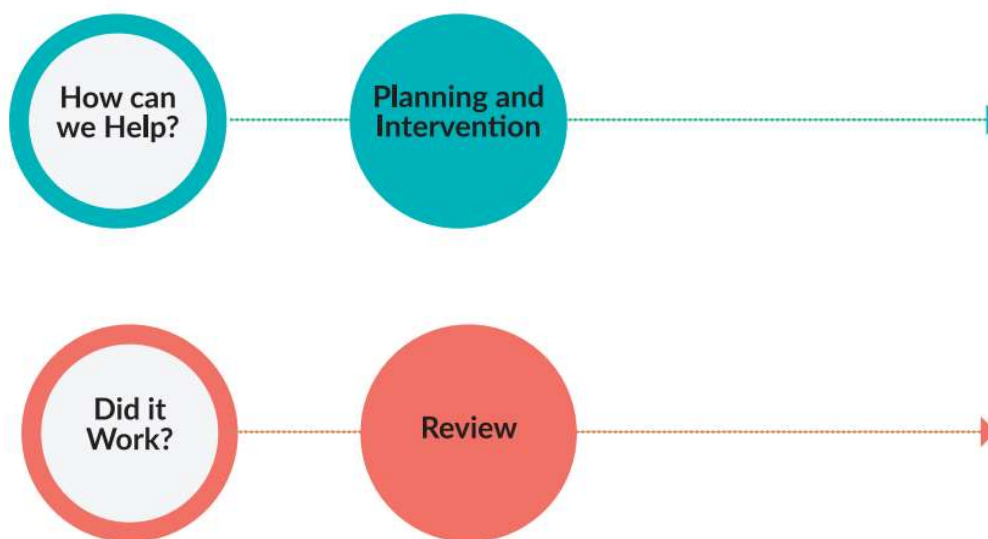 How can
we Help?
Planning and
Intervention
Did it
Work?
Review